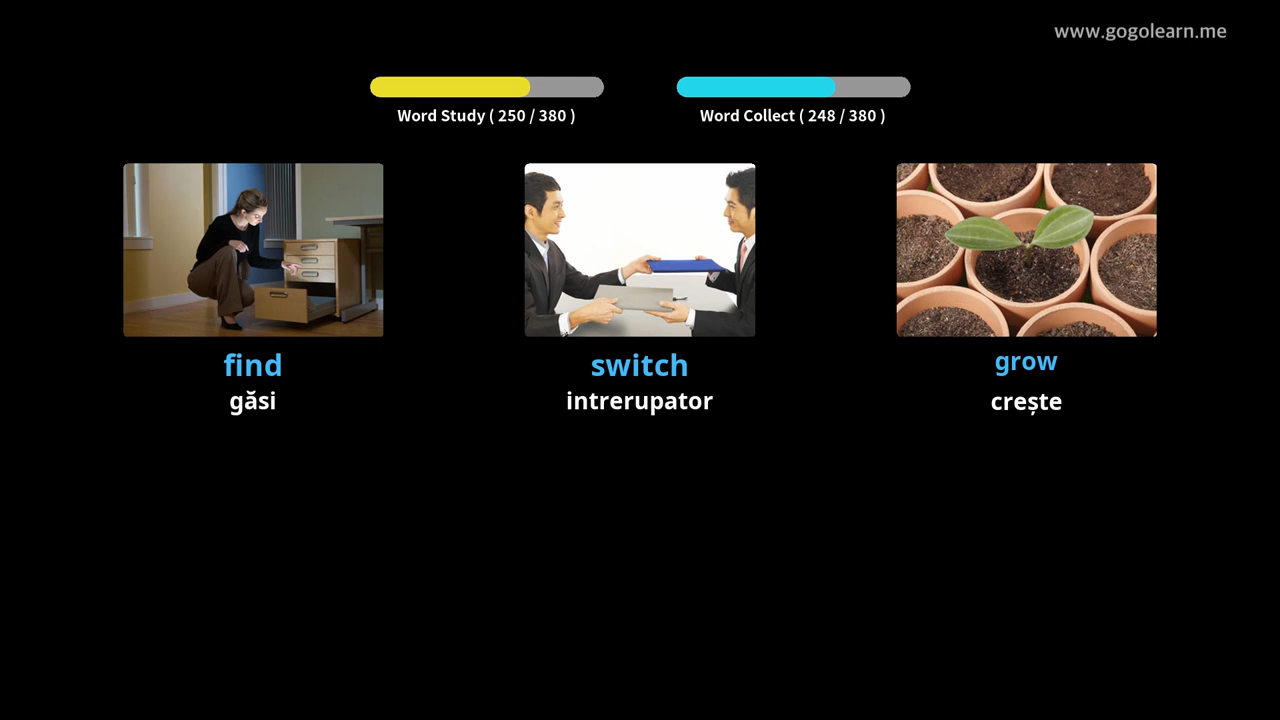 www.gogolearn.me
Word Study ( 250 / 380 )
Word Collect ( 248 / 380 )
find
switch
grow
găsi
intrerupator
crește